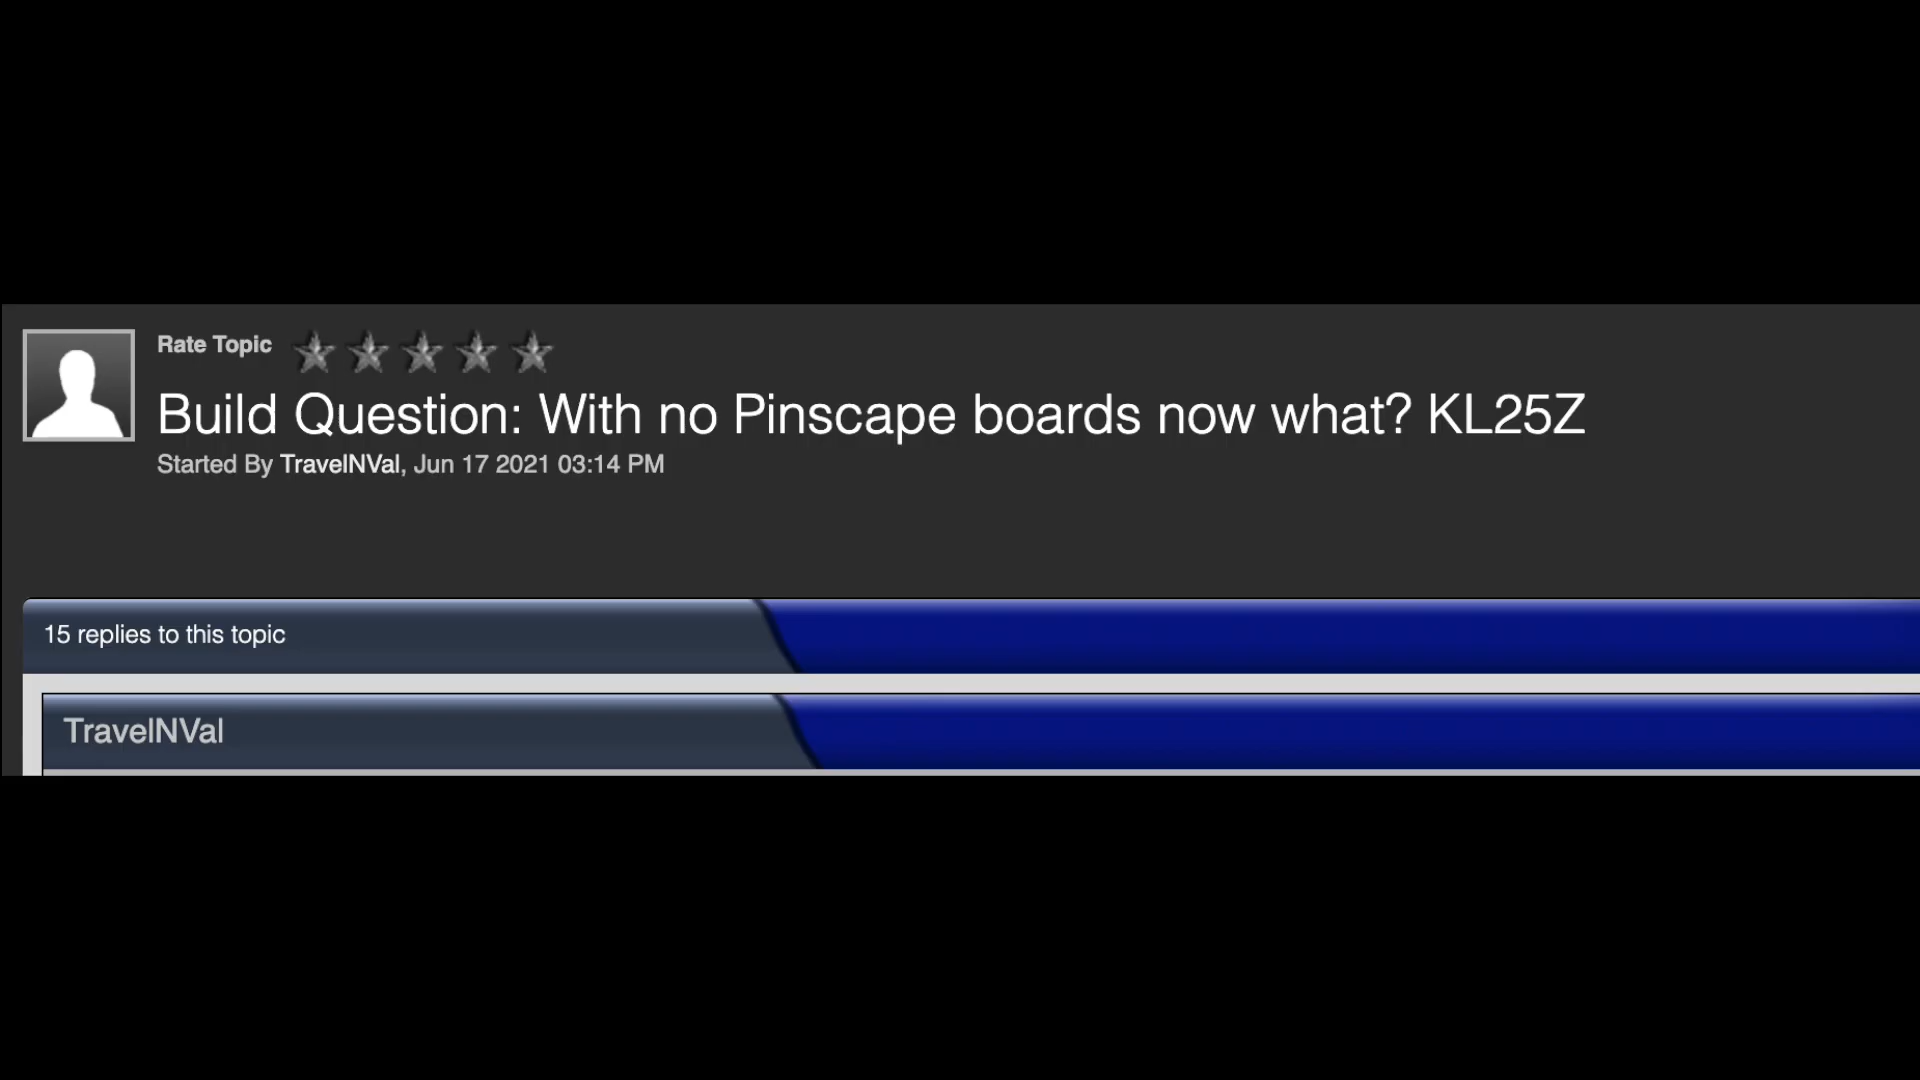 Rate Topic
Build Question: With no Pinscape boards now what? KL25Z
Started By TravelNVal, Jun 17 2021 03:14 PM
15 replies to this topic
TravelNVal